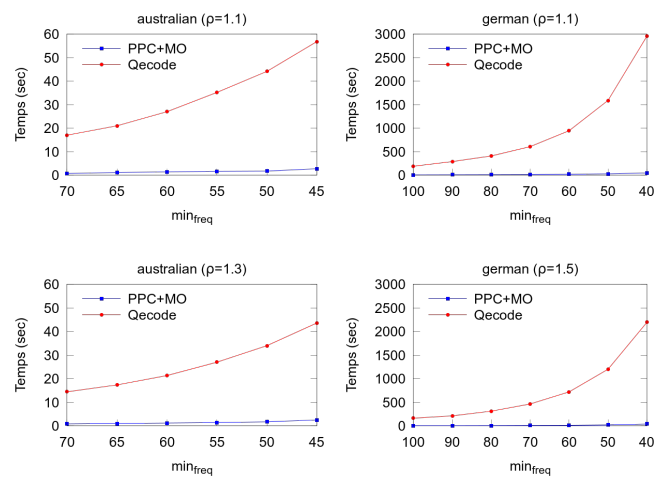 australian (ρ=1.1)
60
50
40
30
20
10
0
Temps (sec)
PPC+MO
Qecode
70 65 60 55 50 45
min_freq
german (ρ=1.1)
3000
2500
2000
1500
1000
500
0
Temps (sec)
PPC+MO
Qecode
100 90 80 70 60 50 40
min_freq
australian (ρ=1.3)
60
50
40
30
20
10
0
Temps (sec)
PPC+MO
Qecode
70 65 60 55 50 45
min_freq
german (ρ=1.5)
3000
2500
2000
1500
1000
500
0
Temps (sec)
PPC+MO
Qecode
100 90 80 70 60 50 40
min_freq